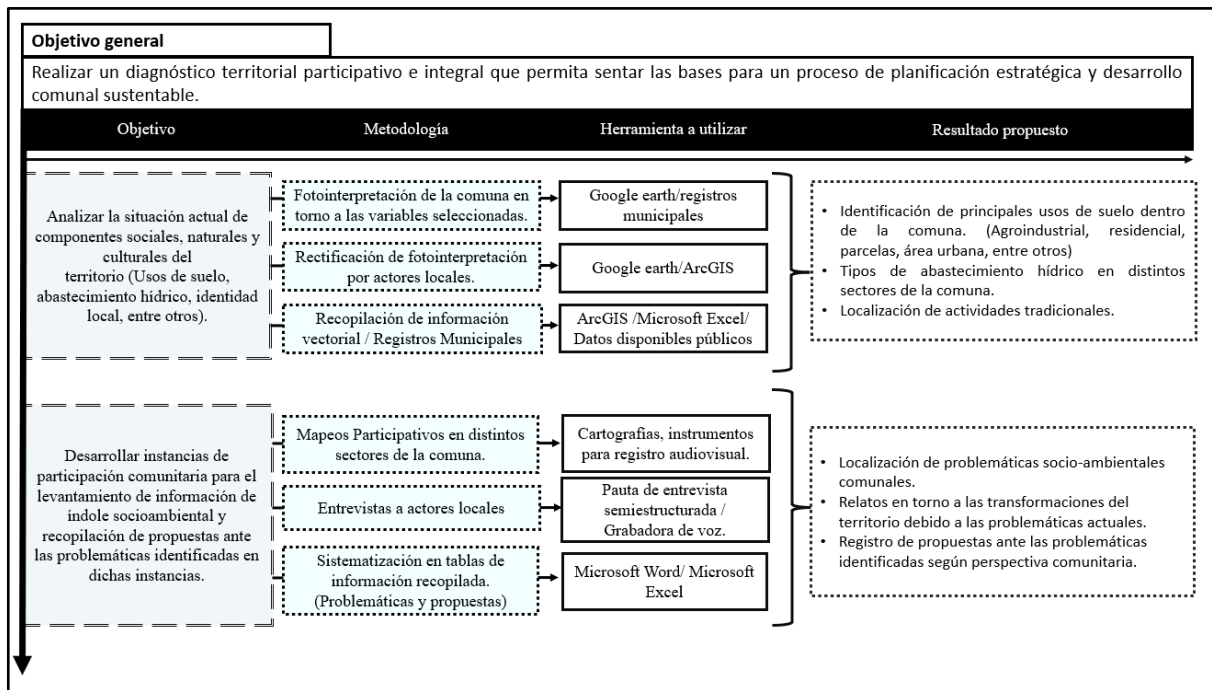 Objetivo general
Realizar un diagnóstico territorial participativo e integral que permita sentar las bases para un proceso de planificación estratégica y desarrollo
comunal sustentable.
Objetivo
Metodología
Herramienta a utilizar
Resultado propuesto
Analizar la situación actual de
componentes sociales, naturales y
culturales del
territorio (Usos de suelo,
abastecimiento hídrico, identidad
local, entre otros).
Fotointerpretación de la comuna en
torno a las variables seleccionadas.
Google earth/registros
municipales
Rectificación de fotointerpretación
por actores locales.
Google earth/ArcGIS
Recopilación de información
vectorial / Registros Municipales
ArcGIS /Microsoft Excel/
Datos disponibles públicos
• Identificación de principales usos de suelo dentro
de la comuna. (Agroindustrial, residencial,
parcelas, área urbana, entre otros)
• Tipos de abastecimiento hídrico en distintos
sectores de la comuna.
• Localización de actividades tradicionales.
Desarrollar instancias de
participación comunitaria para el
levantamiento de información de
índole socioambiental y
recopilación de propuestas ante
las problemáticas identificadas en
dichas instancias.
Mapeos Participativos en distintos
sectores de la comuna.
Cartografías, instrumentos
para registro audiovisual.
Entrevistas a actores locales
Pauta de entrevista
semiestructurada /
Grabadora de voz.
Sistematización en tablas de
información recopilada.
(Problemáticas y propuestas)
Microsoft Word/ Microsoft
Excel
• Localización de problemáticas socio-ambientales
comunales.
• Relatos en torno a las transformaciones del
territorio debido a las problemáticas actuales.
• Registro de propuestas ante las problemáticas
identificadas según perspectiva comunitaria.